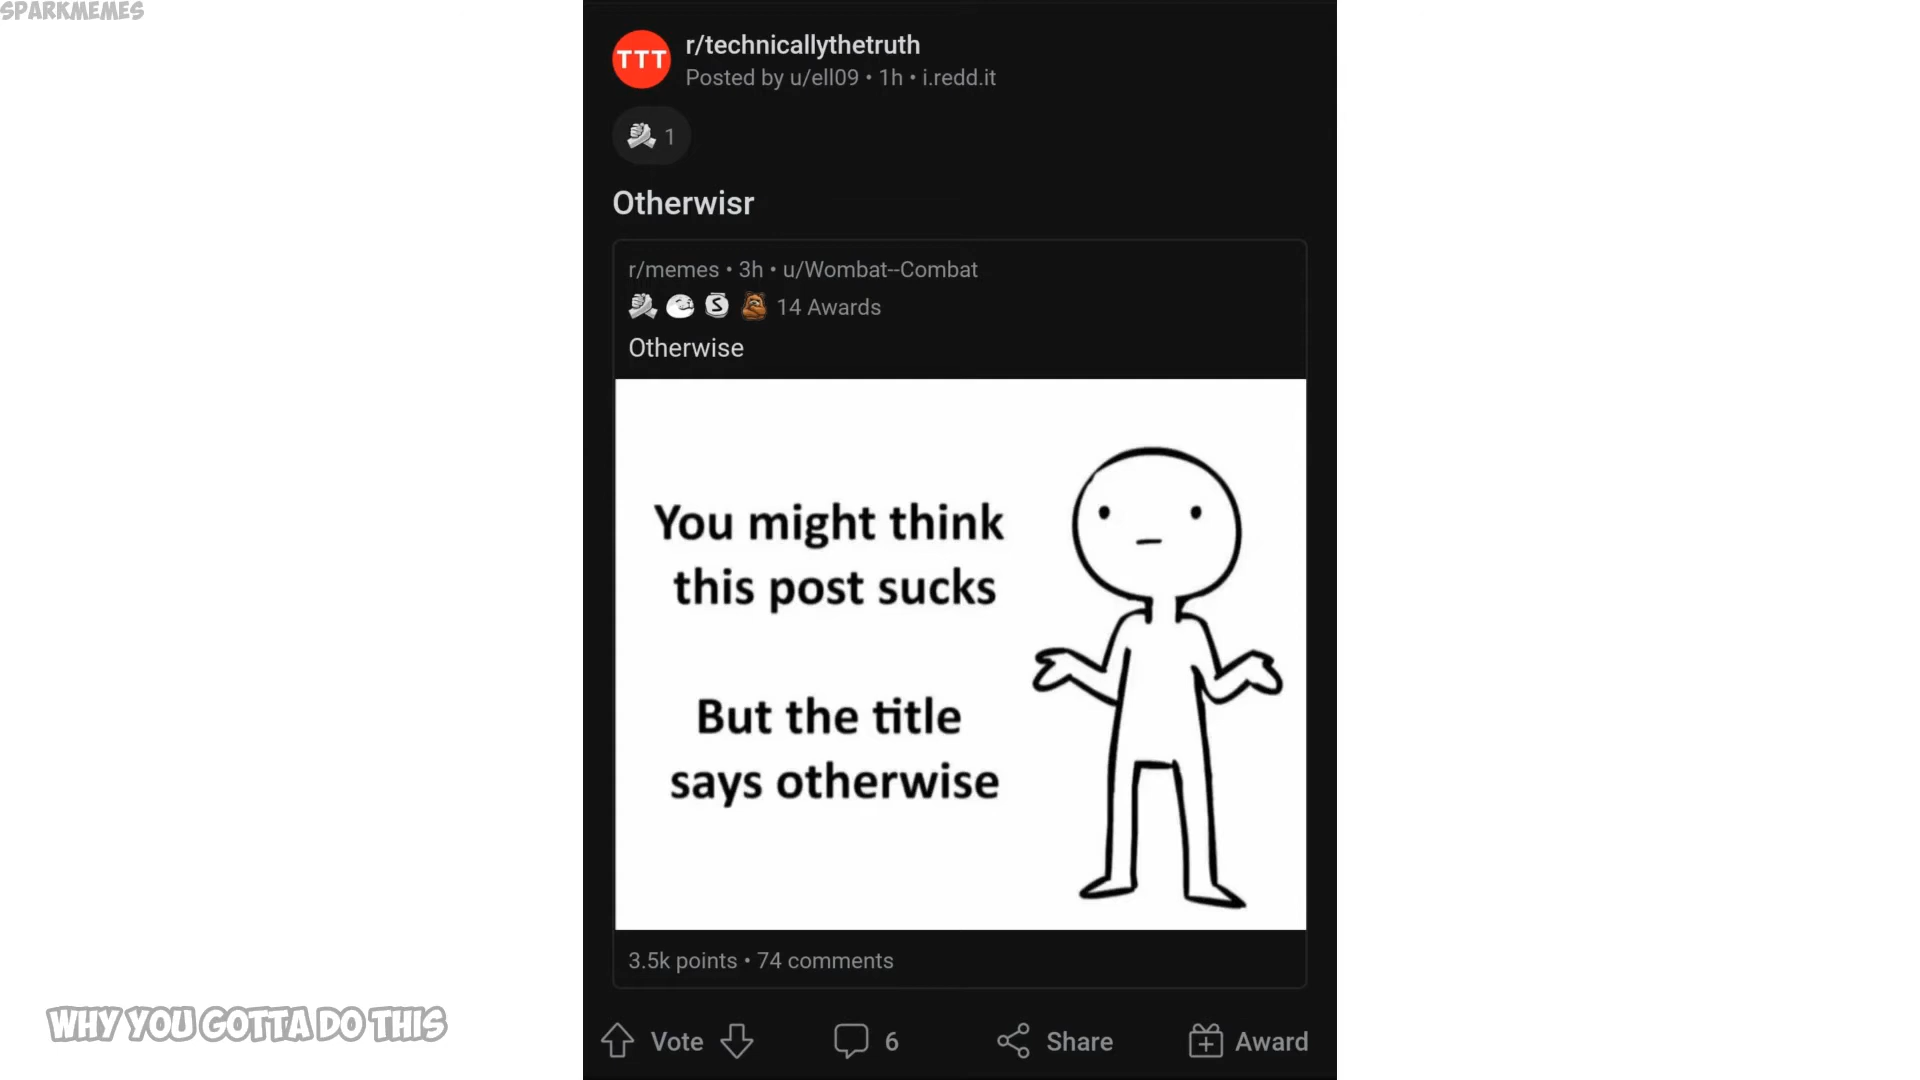 SPARKMEMES
TTT
r/technicallythetruth
Posted by u/ell09 • 1h • i.redd.it
1
Otherwisr
r/memes • 3h • u/Wombat--Combat
S
14 Awards
Otherwise
You might think
this post sucks
But the title
says otherwise
3.5k points • 74 comments
WHY YOU GOTTA DO THIS
Vote
6
Share
Award